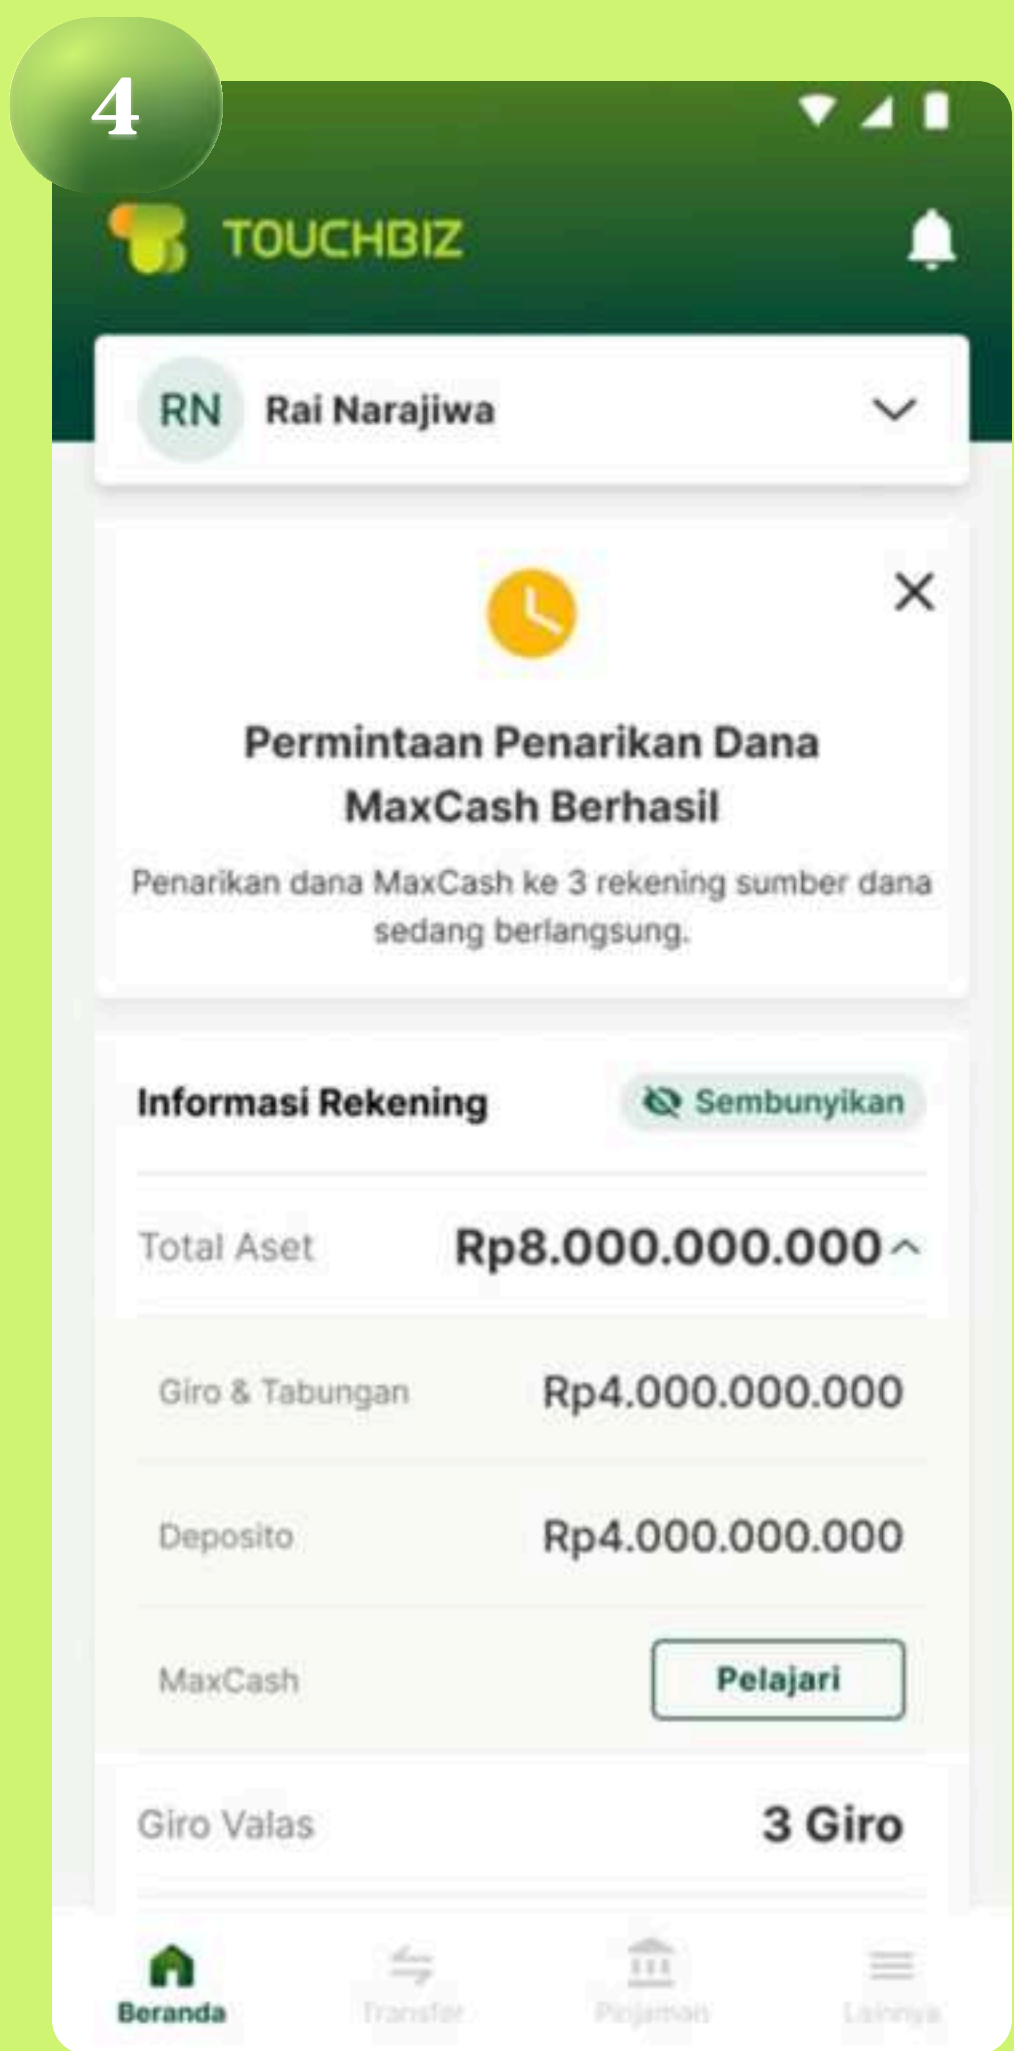 4
TOUCHBIZ
RN Rai Narajiwa
Permintaan Penarikan Dana
MaxCash Berhasil
Penarikan dana MaxCash ke 3 rekening sumber dana
sedang berlangsung.
Informasi Rekening Sembunyikan
Total Aset Rp8.000.000.000
Giro & Tabungan Rp4.000.000.000
Deposito Rp4.000.000.000
MaxCash Pelajari
Giro Valas 3 Giro
Beranda Transfer Pinjaman Lainnya